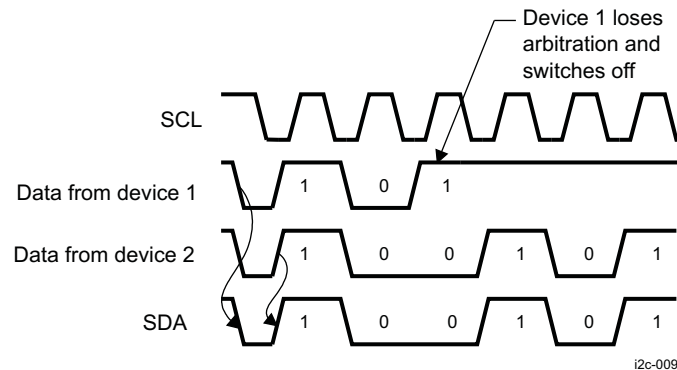 Device 1 loses
arbitration and
switches off
SCL
Data from device 1 1 0 1
Data from device 2 1 0 0 1 0 1
SDA 1 0 0 1 0 1
i2c-009